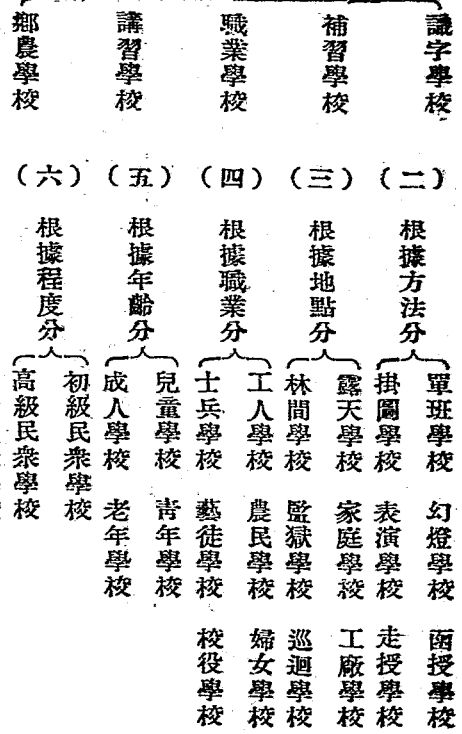 識字學校
補習學校
職業學校
講習學校
鄉農學校
（二）根據方法分
單班學校 幻燈學校 函授學校
掛圖學校 表演學校 走授學校
（三）根據地點分
露天學校 家庭學校 工廠學校
林間學校 監獄學校 巡迴學校
（四）根據職業分
工人學校 農民學校 婦女學校
士兵學校 藝徒學校 校役學校
（五）根據年齡分
兒童學校 青年學校
成人學校 老年學校
（六）根據程度分
初級民衆學校
高級民衆學校